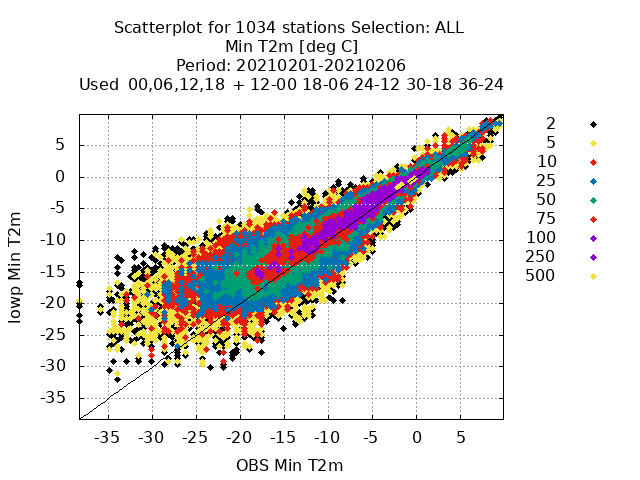 Scatterplot for 1034 stations Selection: ALL
Min T2m [deg C]
Period: 20210201-20210206
Used 00,06,12,18 + 12-00 18-06 24-12 30-18 36-24
2
5
10
25
50
75
100
250
500
5
0
-5
-10
-15
-20
-25
-30
-35
Iowp Min T2m
-35 -30 -25 -20 -15 -10 -5 0 5
OBS Min T2m